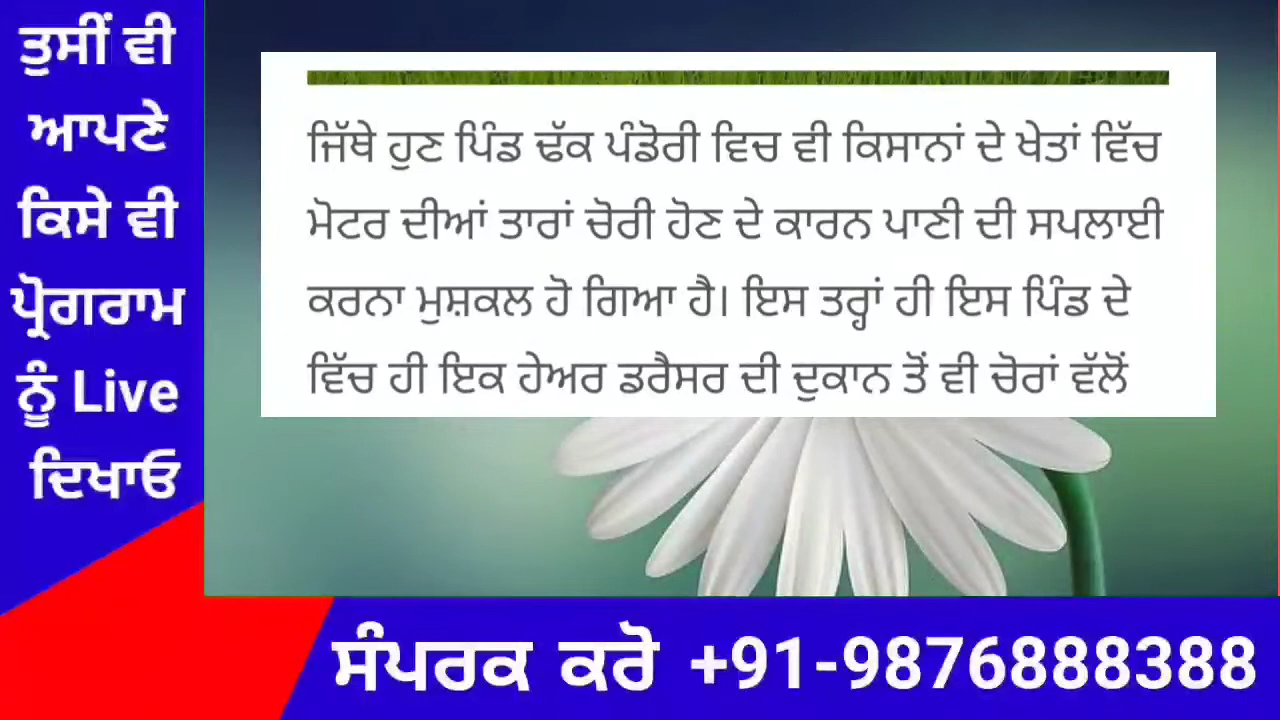 ਤੁਸੀਂ ਵੀ
ਆਪਣੇ
ਕਿਸੇ ਵੀ
ਪ੍ਰੋਗਰਾਮ
ਨੂੰ Live
ਦਿਖਾਓ
ਜਿੱਥੇ ਹੁਣ ਪਿੰਡ ਢੱਕ ਪੰਡੋਰੀ ਵਿਚ ਵੀ ਕਿਸਾਨਾਂ ਦੇ ਖੇਤਾਂ ਵਿੱਚ
ਮੋਟਰ ਦੀਆਂ ਤਾਰਾਂ ਚੋਰੀ ਹੋਣ ਦੇ ਕਾਰਨ ਪਾਣੀ ਦੀ ਸਪਲਾਈ
ਕਰਨਾ ਮੁਸ਼ਕਲ ਹੋ ਗਿਆ ਹੈ। ਇਸ ਤਰ੍ਹਾਂ ਹੀ ਇਸ ਪਿੰਡ ਦੇ
ਵਿੱਚ ਹੀ ਇਕ ਹੇਅਰ ਡਰੈਸਰ ਦੀ ਦੁਕਾਨ ਤੋਂ ਵੀ ਚੋਰਾਂ ਵੱਲੋਂ
ਸੰਪਰਕ ਕਰੋ +91-9876888388